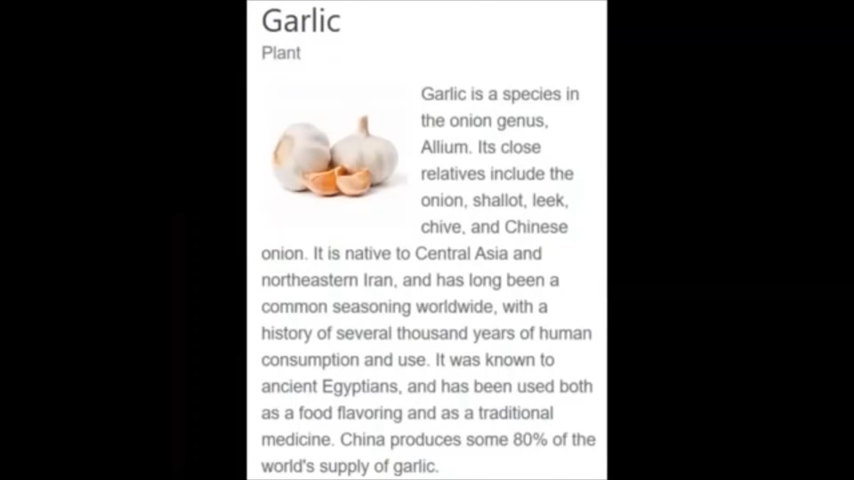 Garlic
Plant
Garlic is a species in
the onion genus,
Allium. Its close
relatives include the
onion, shallot, leek,
chive, and Chinese
onion. It is native to Central Asia and
northeastern Iran, and has long been a
common seasoning worldwide, with a
history of several thousand years of human
consumption and use. It was known to
ancient Egyptians, and has been used both
as a food flavoring and as a traditional
medicine. China produces some 80% of the
world's supply of garlic.